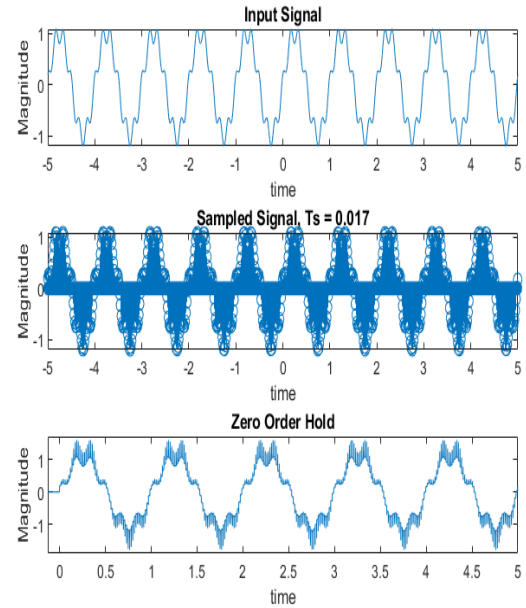 Input Signal
1
0
-1
Magnitude
-5 -4 -3 -2 -1 0 1 2 3 4 5
time
Sampled Signal, Ts = 0.017
1
0
-1
Magnitude
-5 -4 -3 -2 -1 0 1 2 3 4 5
time
Zero Order Hold
1
0
-1
Magnitude
0 0.5 1 1.5 2 2.5 3 3.5 4 4.5 5
time